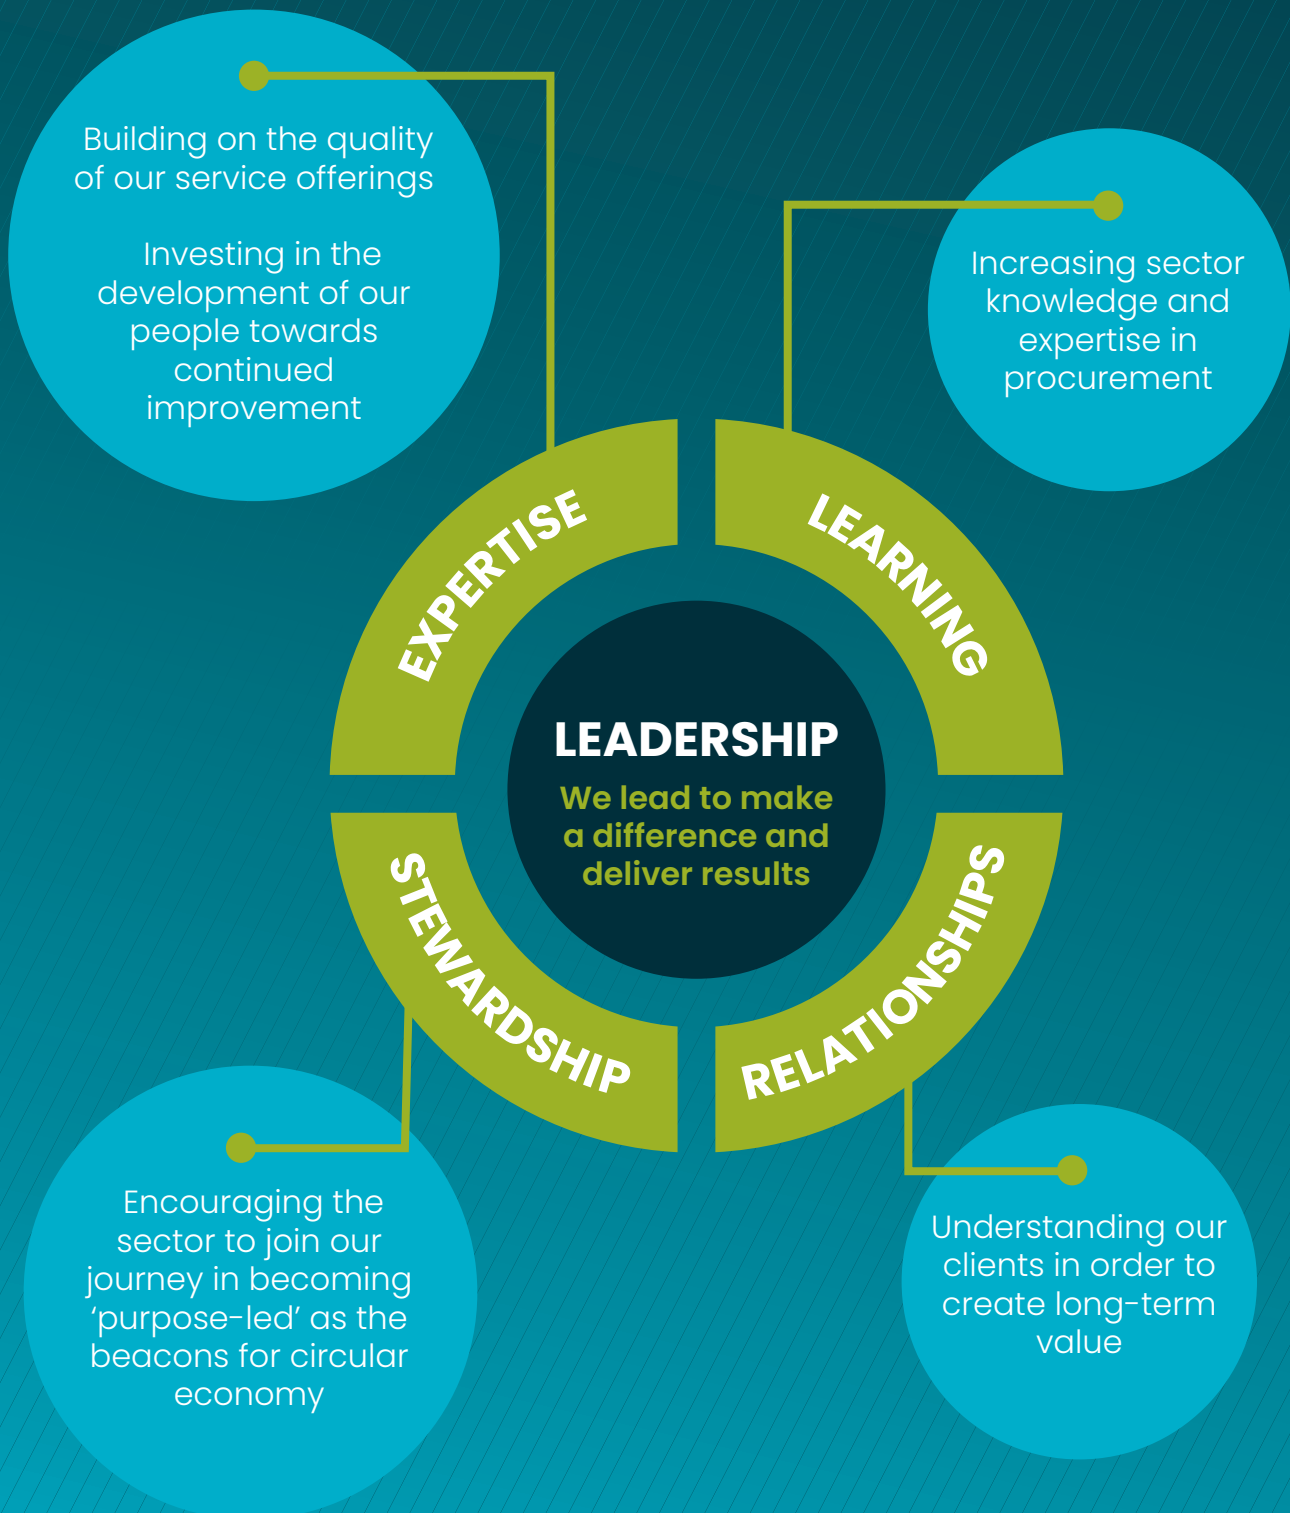 Building on the quality
of our service offerings
Investing in the
development of our
people towards
continued
improvement
Increasing sector
knowledge and
expertise in
procurement
EXPERTISE
LEARNING
LEADERSHIP
We lead to make
a difference and
deliver results
STEWARDSHIP
RELATIONSHIPS
Encouraging the
sector to join our
journey in becoming
‘purpose-led’ as the
beacons for circular
economy
Understanding our
clients in order to
create long-term
value